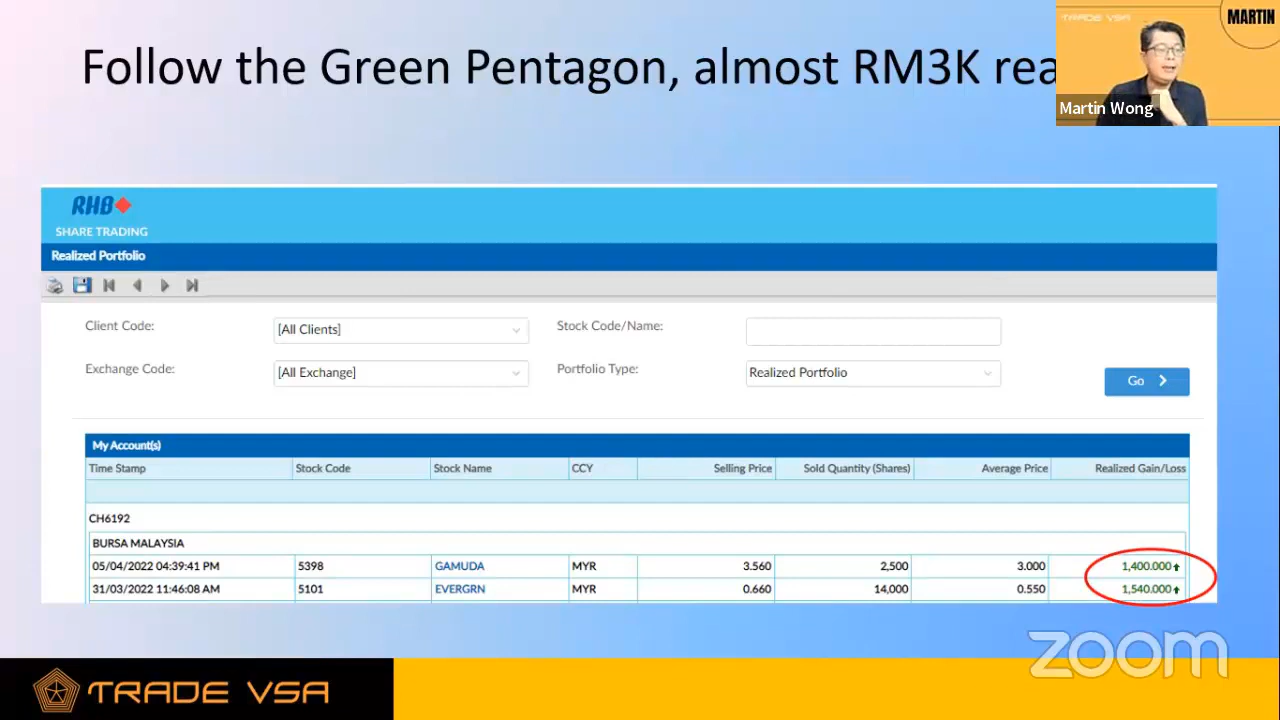 Follow the Green Pentagon, almost RM3K rea
TRADE VSA
MARTIN
Martin Wong
RHB
SHARE TRADING
Realized Portfolio
Client Code: [All Clients] Stock Code/Name:
Exchange Code: [All Exchange] Portfolio Type: Realized Portfolio Go
My Account(s)
Time Stamp Stock Code Stock Name CCY Selling Price Sold Quantity (Shares) Average Price Realized Gain/Loss
CH6192
BURSA MALAYSIA
05/04/2022 04:39:41 PM 5398 GAMUDA MYR 3.560 2,500 3.000 1,400.000
31/03/2022 11:46:08 AM 5101 EVERGRN MYR 0.660 14,000 0.550 1,540.000
zoom
TRADE VSA